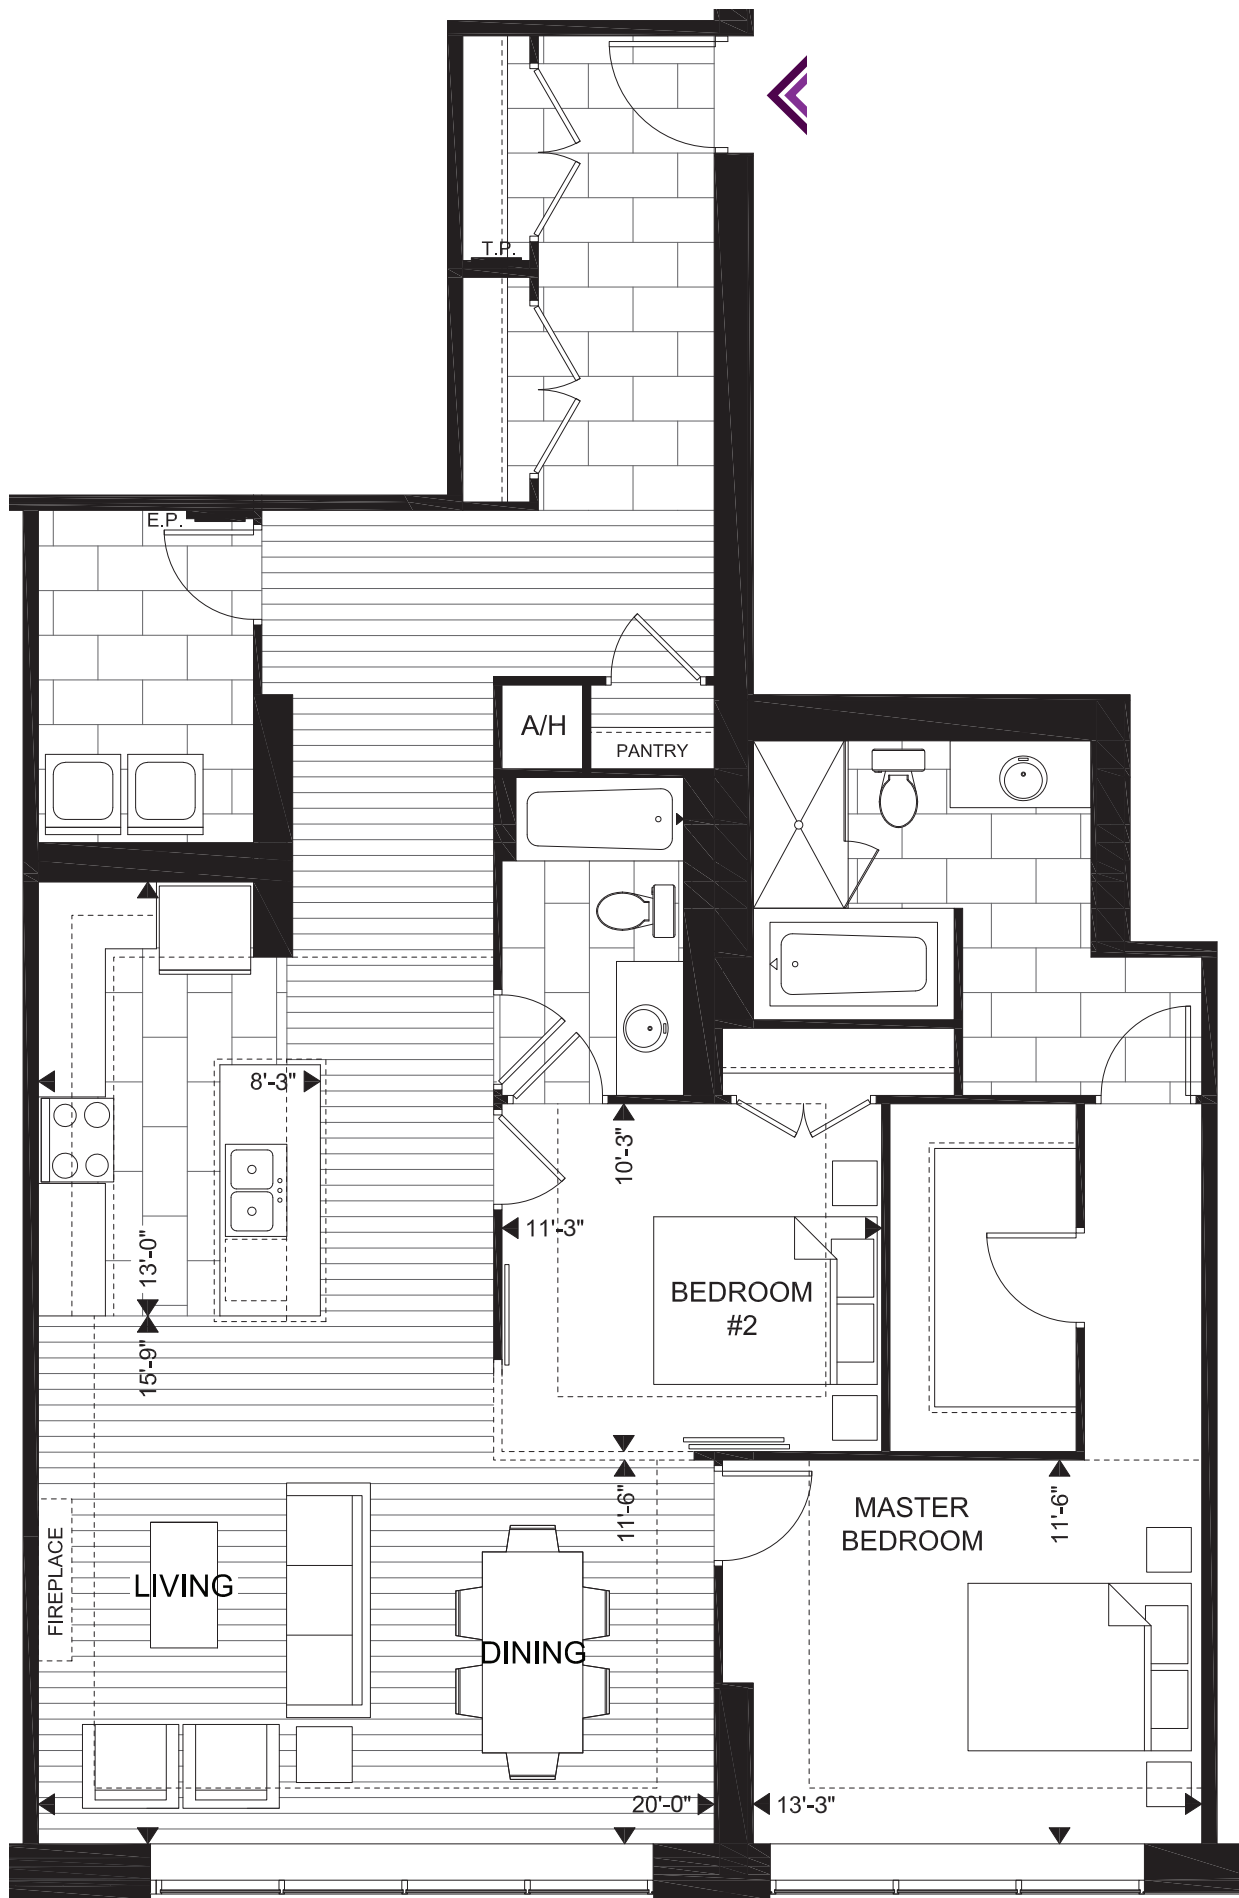 T.P.
E.P.
A/H
PANTRY
8'-3"
10'-3"
11'-3"
13'-0"
BEDROOM
#2
15'-9"
11'-6"
MASTER
BEDROOM
11'-6"
FIREPLACE
LIVING
DINING
20'-0"
13'-3"